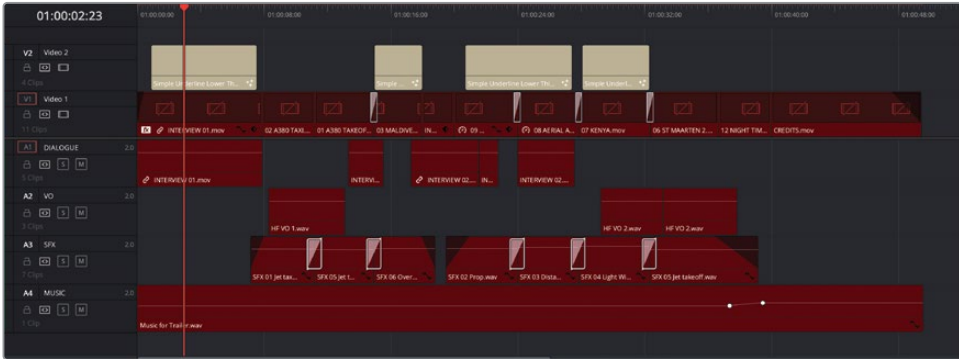 01:00:02:23
01:00:00:00 01:00:08:00 01:00:16:00 01:00:24:00 01:00:32:00 01:00:40:00 01:00:48:00
V2 Video 2
4 Clips
Simple Underline Lower Th... Simple ... Simple Underline Lower Thi... Simple Underl...
V1 Video 1
11 Clips
INTERVIEW 01.mov 02 A380 TAXI... 01 A380 TAKEOF... 03 MALDIVE... IN... 09 ... 08 AERIAL A... 07 KENYA.mov 06 ST MAARTEN 2.... 12 NIGHT TIM... CREDITS.mov
A1 DIALOGUE 2.0
S M
5 Clips
INTERVIEW 01.mov INTERVI... INTERVIEW 02.... IN... INTERVIEW 02....
A2 VO 2.0
S M
3 Clips
HF VO 1.wav HF VO 2.wav HF VO 2.wav
A3 SFX 2.0
S M
7 Clips
SFX 01 Jet tax... SFX 05 Jet t... SFX 06 Over... SFX 02 Prop.wav SFX 03 Dista... SFX 04 Light Wi... SFX 05 Jet takeoff.wav
A4 MUSIC 2.0
S M
1 Clip
Music for Trailer.wav